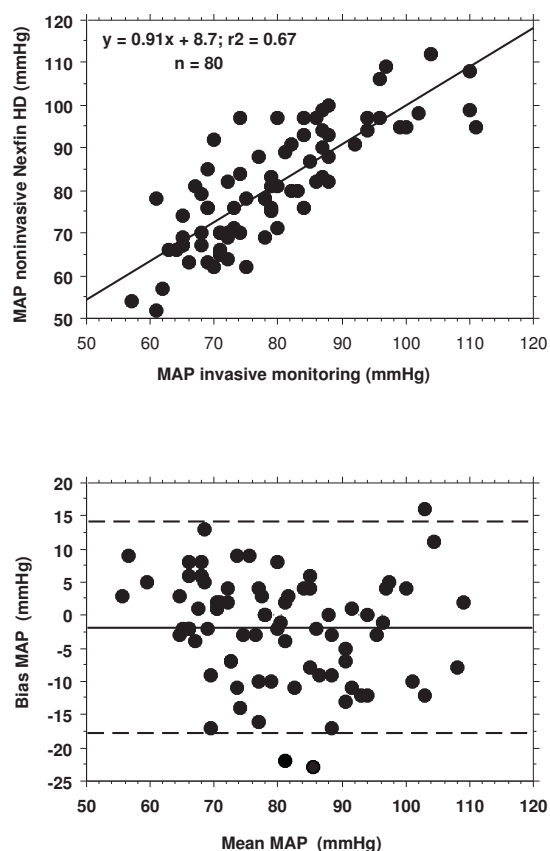 120
y = 0.91x + 8.7; r2 = 0.67
n = 80
110
100
90
80
70
60
50
MAP noninvasive Nexfin HD (mmHg)
50 60 70 80 90 100 110 120
MAP invasive monitoring (mmHg)
20
15
10
5
0
-5
-10
-15
-20
-25
Bias MAP (mmHg)
50 60 70 80 90 100 110 120
Mean MAP (mmHg)